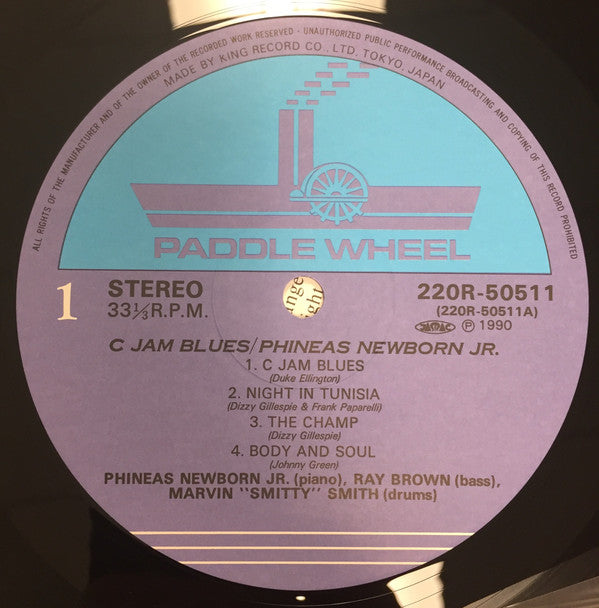 ALL RIGHTS OF THE MANUFACTURER AND OF THE OWNER OF THE RECORDED WORK RESERVED · UNAUTHORIZED PUBLIC PERFORMANCE BROADCASTING AND COPYING OF THIS RECORD PROHIBITED
MADE BY KING RECORD CO., LTD. TOKYO, JAPAN
PADDLE WHEEL
1
STEREO
33⅓R.P.M.
220R-50511
(220R-50511A)
℗ 1990
C JAM BLUES/PHINEAS NEWBORN JR.
1. C JAM BLUES
(Duke Ellington)
2. NIGHT IN TUNISIA
(Dizzy Gillespie & Frank Paparelli)
3. THE CHAMP
(Dizzy Gillespie)
4. BODY AND SOUL
(Johnny Green)
PHINEAS NEWBORN JR. (piano), RAY BROWN (bass),
MARVIN "SMITTY" SMITH (drums)